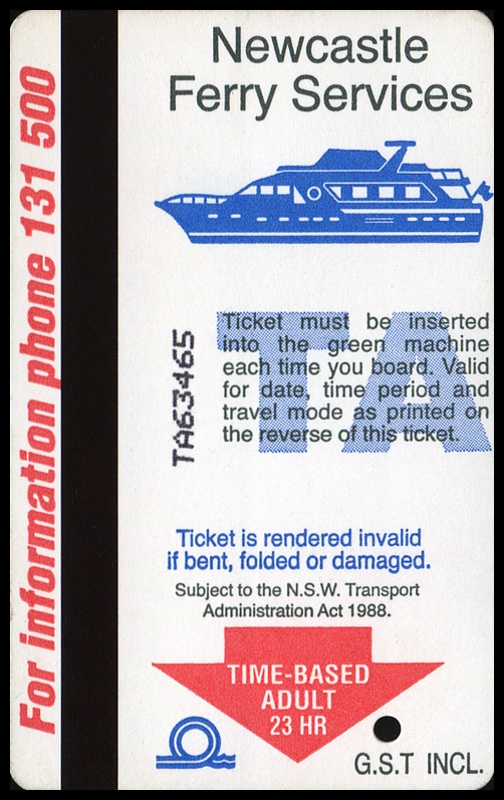 Newcastle
Ferry Services
For information phone 131 500
TA
TA63465
Ticket must be inserted
into the green machine
each time you board. Valid
for date, time period and
travel mode as printed on
the reverse of this ticket.
Ticket is rendered invalid
if bent, folded or damaged.
Subject to the N.S.W. Transport
Administration Act 1988.
TIME-BASED
ADULT
23 HR
G.S.T INCL.